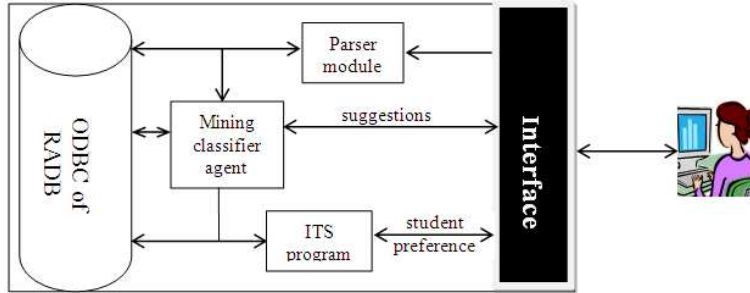 Parser
module
ODBC of
RADB
Mining
classifier
agent
suggestions
Interface
ITS
program
student
preference